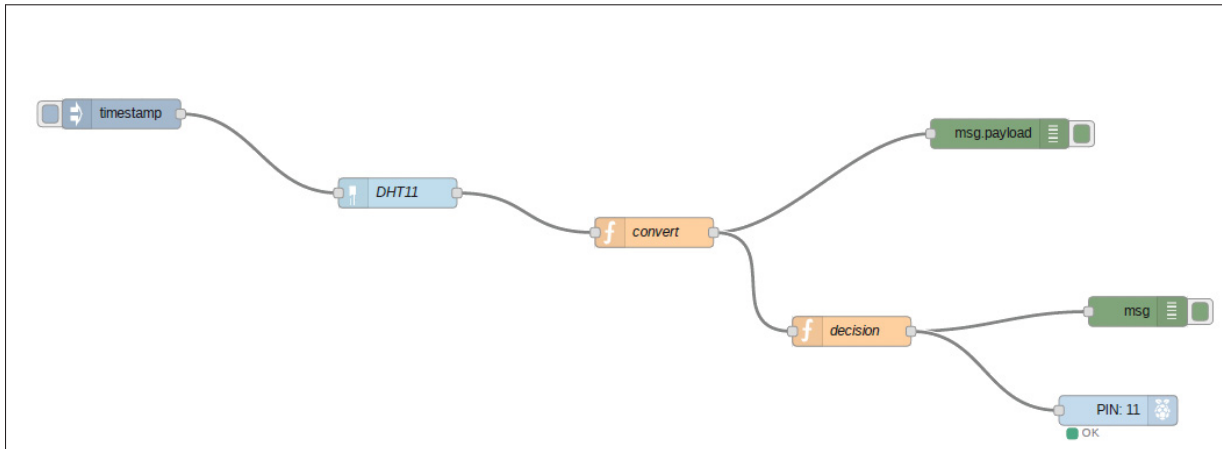 timestamp
msg.payload
DHT11
convert
msg
decision
PIN: 11
OK